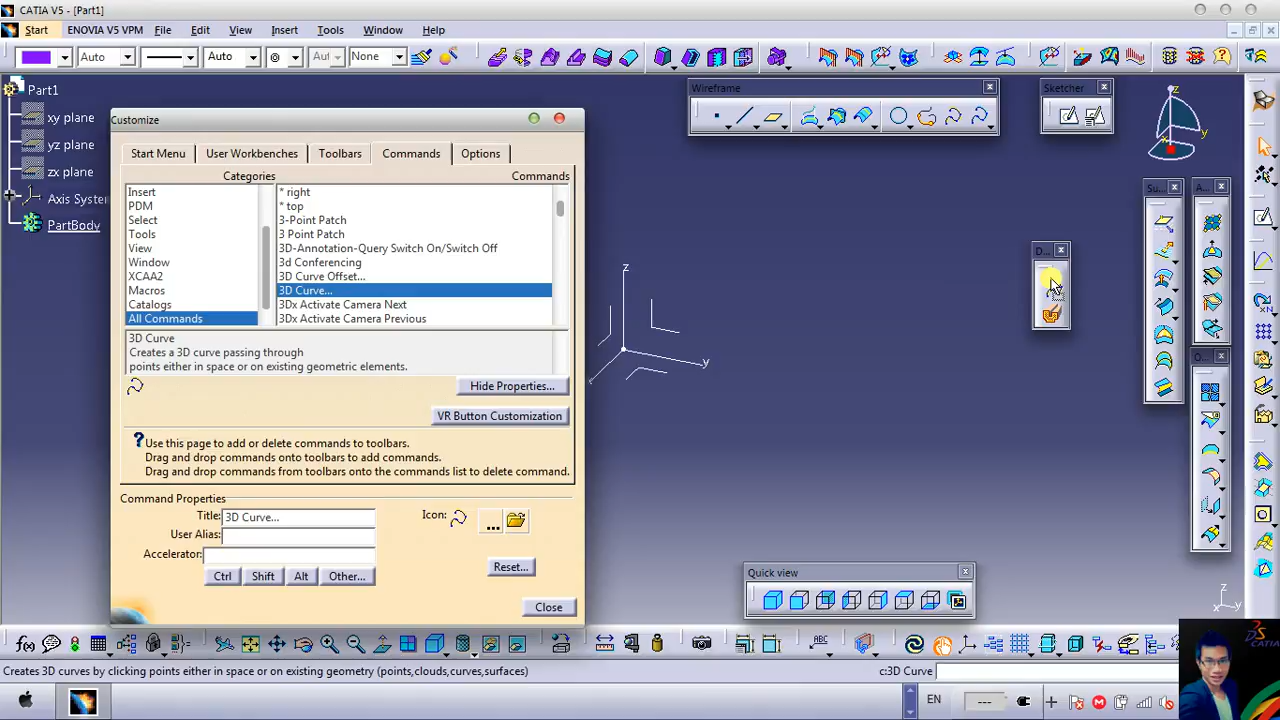 CATIA V5 - [Part1]
Start ENOVIA V5 VPM File Edit View Insert Tools Window Help
Auto Auto Aut None
Part1
xy plane
yz plane
zx plane
Axis System
PartBody
Customize
Start Menu User Workbenches Toolbars Commands Options
Categories Commands
Insert
PDM
Select
Tools
View
Window
XCAA2
Macros
Catalogs
All Commands
* right
* top
3-Point Patch
3 Point Patch
3D-Annotation-Query Switch On/Switch Off
3d Conferencing
3D Curve Offset...
3D Curve...
3Dx Activate Camera Next
3Dx Activate Camera Previous
3D Curve
Creates a 3D curve passing through
points either in space or on existing geometric elements.
Hide Properties...
VR Button Customization
Use this page to add or delete commands to toolbars.
Drag and drop commands onto toolbars to add commands.
Drag and drop commands from toolbars onto the commands list to delete command.
Command Properties
Title: 3D Curve...
Icon: ...
User Alias:
Accelerator:
Ctrl Shift Alt Other...
Reset...
Close
Wireframe
Sketcher
z
y
Su...
A...
D...
O...
z
y
Quick view
z
x y
f(x)
ABC
CATIA
Creates 3D curves by clicking points either in space or on existing geometry (points,clouds,curves,surfaces)
c:3D Curve
EN
---